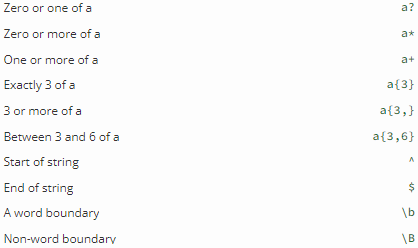 Zero or one of a a?
Zero or more of a a*
One or more of a a+
Exactly 3 of a a{3}
3 or more of a a{3,}
Between 3 and 6 of a a{3,6}
Start of string ^
End of string $
A word boundary \b
Non-word boundary \B